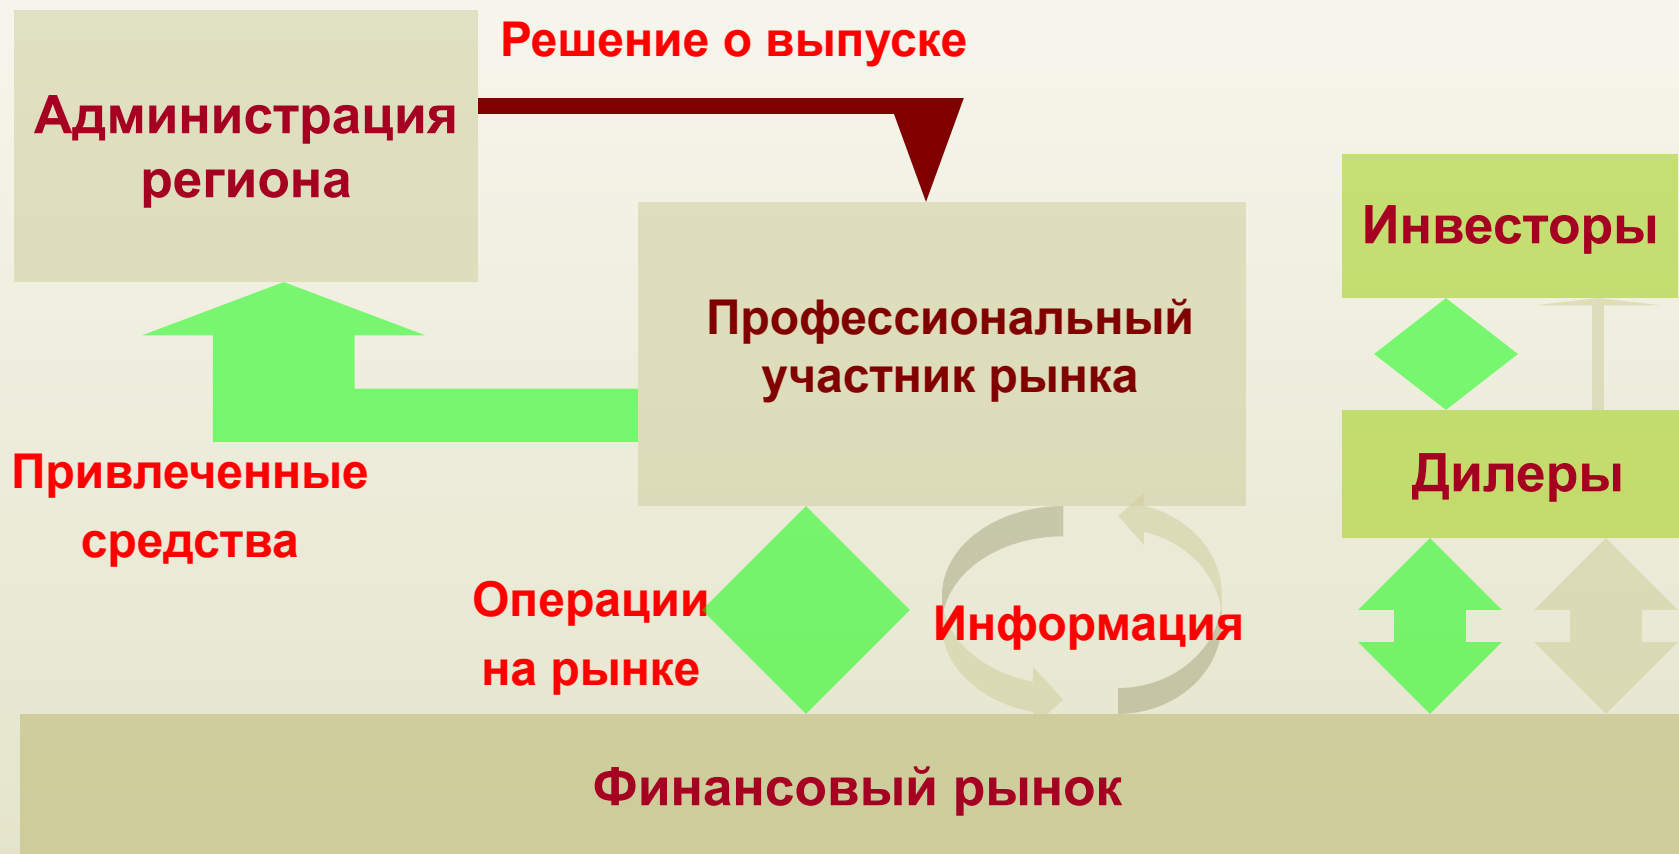 Решение о выпуске
Администрация
региона
Инвесторы
Профессиональный
участник рынка
Дилеры
Привлеченные
средства
Операции
на рынке
Информация
Финансовый рынок